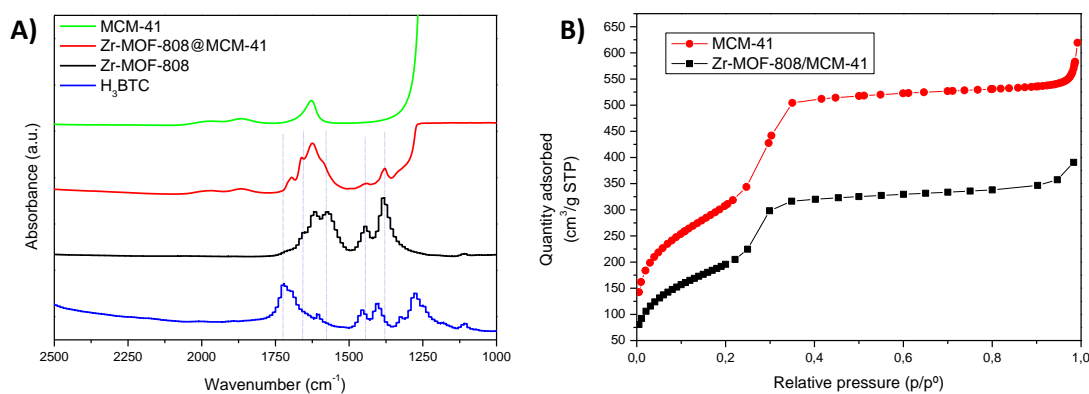 A)
MCM-41
Zr-MOF-808@MCM-41
Zr-MOF-808
H₃BTC
Absorbance (a.u.)
2500 2250 2000 1750 1500 1250 1000
Wavenumber (cm⁻¹)
B)
MCM-41
Zr-MOF-808/MCM-41
Quantity adsorbed
(cm³/g STP)
650
600
550
500
450
400
350
300
250
200
150
100
50
0
0,0 0,2 0,4 0,6 0,8 1,0
Relative pressure (p/pº)